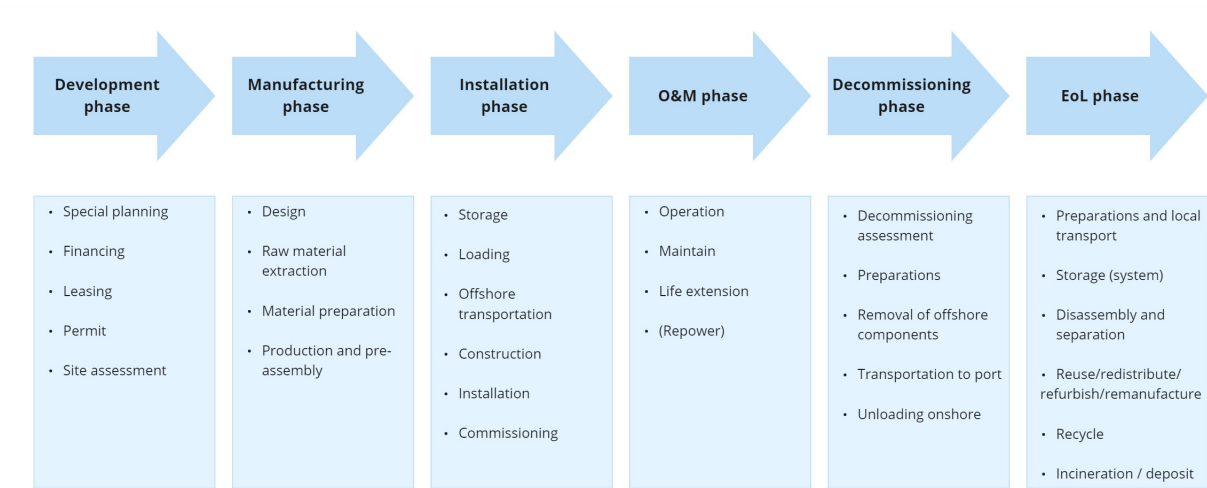 Development
phase
Manufacturing
phase
Installation
phase
O&M phase
Decommissioning
phase
EoL phase
• Special planning
• Financing
• Leasing
• Permit
• Site assessment
• Design
• Raw material
extraction
• Material preparation
• Production and pre-
assembly
• Storage
• Loading
• Offshore
transportation
• Construction
• Installation
• Commissioning
• Operation
• Maintain
• Life extension
• (Repower)
• Decommissioning
assessment
• Preparations
• Removal of offshore
components
• Transportation to port
• Unloading onshore
• Preparations and local
transport
• Storage (system)
• Disassembly and
separation
• Reuse/redistribute/
refurbish/remanufacture
• Recycle
• Incineration / deposit